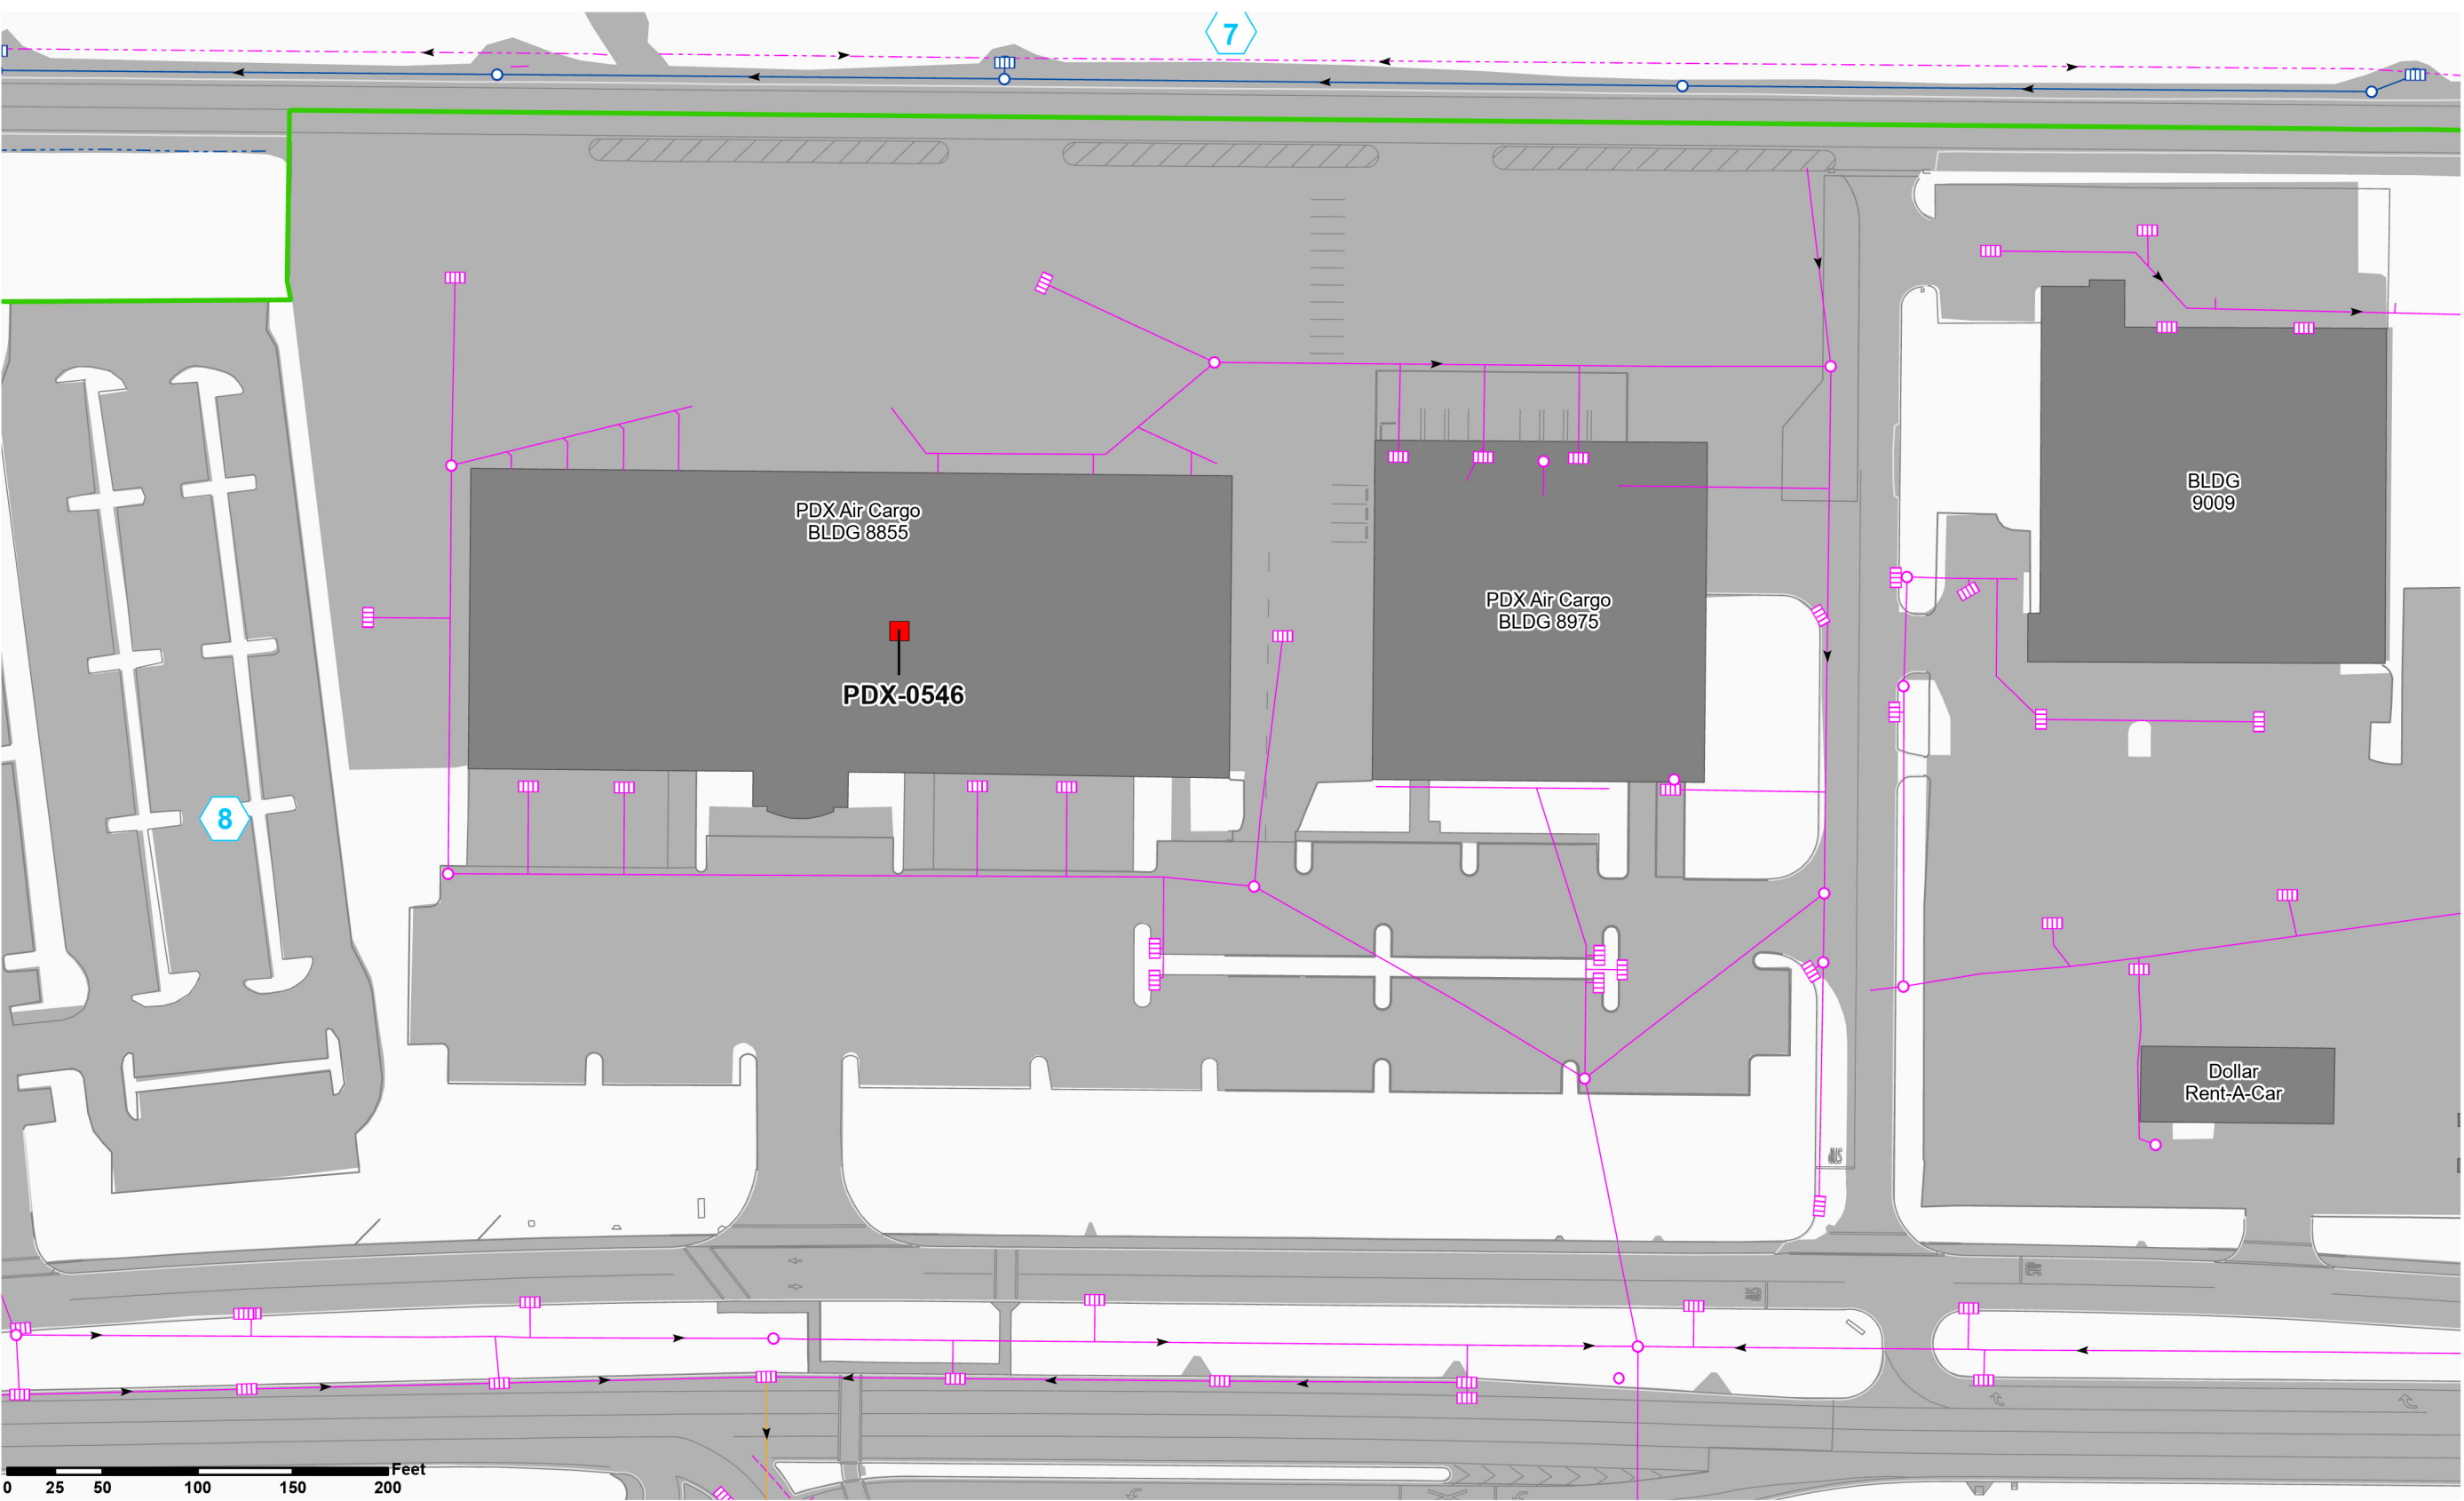 7
PDX Air Cargo
BLDG 8855
BLDG
9009
PDX Air Cargo
BLDG 8975
PDX-0546
8
Dollar
Rent-A-Car
Feet
0 25 50 100 150 200